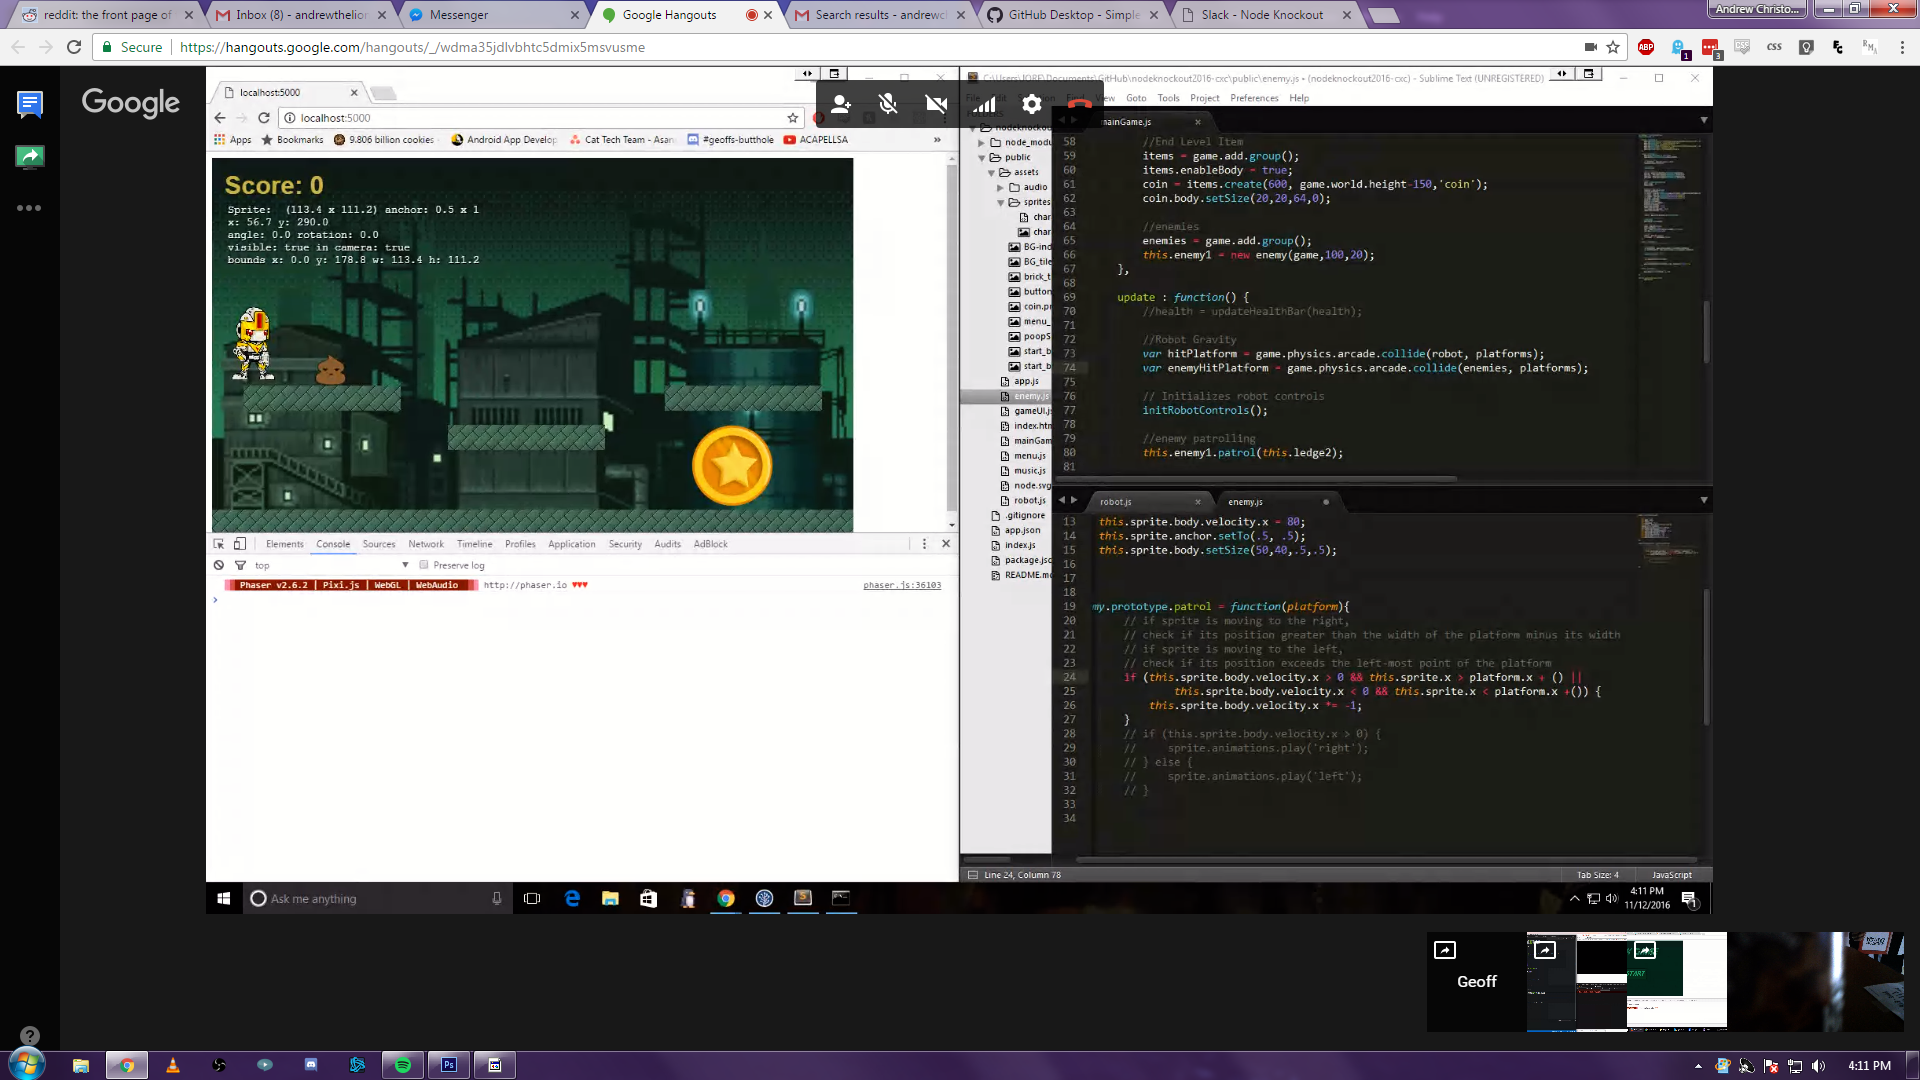 reddit: the front page of
Inbox (8) - andrewthelion
Messenger
Google Hangouts
Search results - andrewc
GitHub Desktop - Simple
Slack - Node Knockout
Andrew Christo...
Secure
https://hangouts.google.com/hangouts/_/wdma35jdlvbhtc5dmix5msvusme
ABP
css
Google
localhost:5000
localhost:5000
Apps
Bookmarks
9.806 billion cookies
Android App Develop
Cat Tech Team - Asan
#geoffs-butthole
ACAPELLSA
»
Score: 0
Sprite: (113.4 x 111.2) anchor: 0.5 x 1
x: 56.7 y: 290.0
angle: 0.0 rotation: 0.0
visible: true in camera: true
bounds x: 0.0 y: 178.8 w: 113.4 h: 111.2
Elements Console Sources Network Timeline Profiles Application Security Audits AdBlock
top
Preserve log
Phaser v2.6.2 | Pixi.js | WebGL | WebAudio http://phaser.io ♥♥♥
phaser.js:36103
C:\Users\JORE\Documents\GitHub\nodeknockout2016-cxc\public\enemy.js • (nodeknockout2016-cxc) - Sublime Text (UNREGISTERED)
View Goto Tools Project Preferences Help
nodeknockou
node_modu
public
assets
audio
sprites
char
char
BG-ind
BG_tile
brick_t
button
coin.pr
menu_
poopS
start_b
start_b
app.js
enemy.js
gameUI.j
index.htm
mainGam
menu.js
music.js
node.svg
robot.js
.gitignore
app.json
index.js
package.jsc
README.mc
mainGame.js
58 //End Level Item
59 items = game.add.group();
60 items.enableBody = true;
61 coin = items.create(600, game.world.height-150,'coin');
62 coin.body.setSize(20,20,64,0);
63
64 //enemies
65 enemies = game.add.group();
66 this.enemy1 = new enemy(game,100,20);
67 },
68
69 update : function() {
70 //health = updateHealthBar(health);
71
72 //Robot Gravity
73 var hitPlatform = game.physics.arcade.collide(robot, platforms);
74 var enemyHitPlatform = game.physics.arcade.collide(enemies, platforms);
75
76 // Initializes robot controls
77 initRobotControls();
78
79 //enemy patrolling
80 this.enemy1.patrol(this.ledge2);
81
robot.js
enemy.js
13 this.sprite.body.velocity.x = 80;
14 this.sprite.anchor.setTo(.5, .5);
15 this.sprite.body.setSize(50,40,.5,.5);
16
17
18
19 my.prototype.patrol = function(platform){
20 // if sprite is moving to the right,
21 // check if its position greater than the width of the platform minus its width
22 // if sprite is moving to the left,
23 // check if its position exceeds the left-most point of the platform
24 if (this.sprite.body.velocity.x > 0 && this.sprite.x > platform.x + () ||
25 this.sprite.body.velocity.x < 0 && this.sprite.x < platform.x +()) {
26 this.sprite.body.velocity.x *= -1;
27 }
28 // if (this.sprite.body.velocity.x > 0) {
29 // sprite.animations.play('right');
30 // } else {
31 // sprite.animations.play('left');
32 // }
33
34
Line 24, Column 78
Tab Size: 4
JavaScript
Ask me anything
4:11 PM
11/12/2016
Geoff
START
4:11 PM